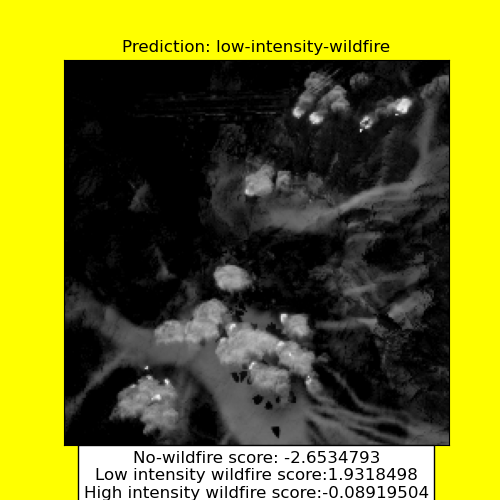 Prediction: low-intensity-wildfire
No-wildfire score: -2.6534793
Low intensity wildfire score:1.9318498
High intensity wildfire score:-0.08919504